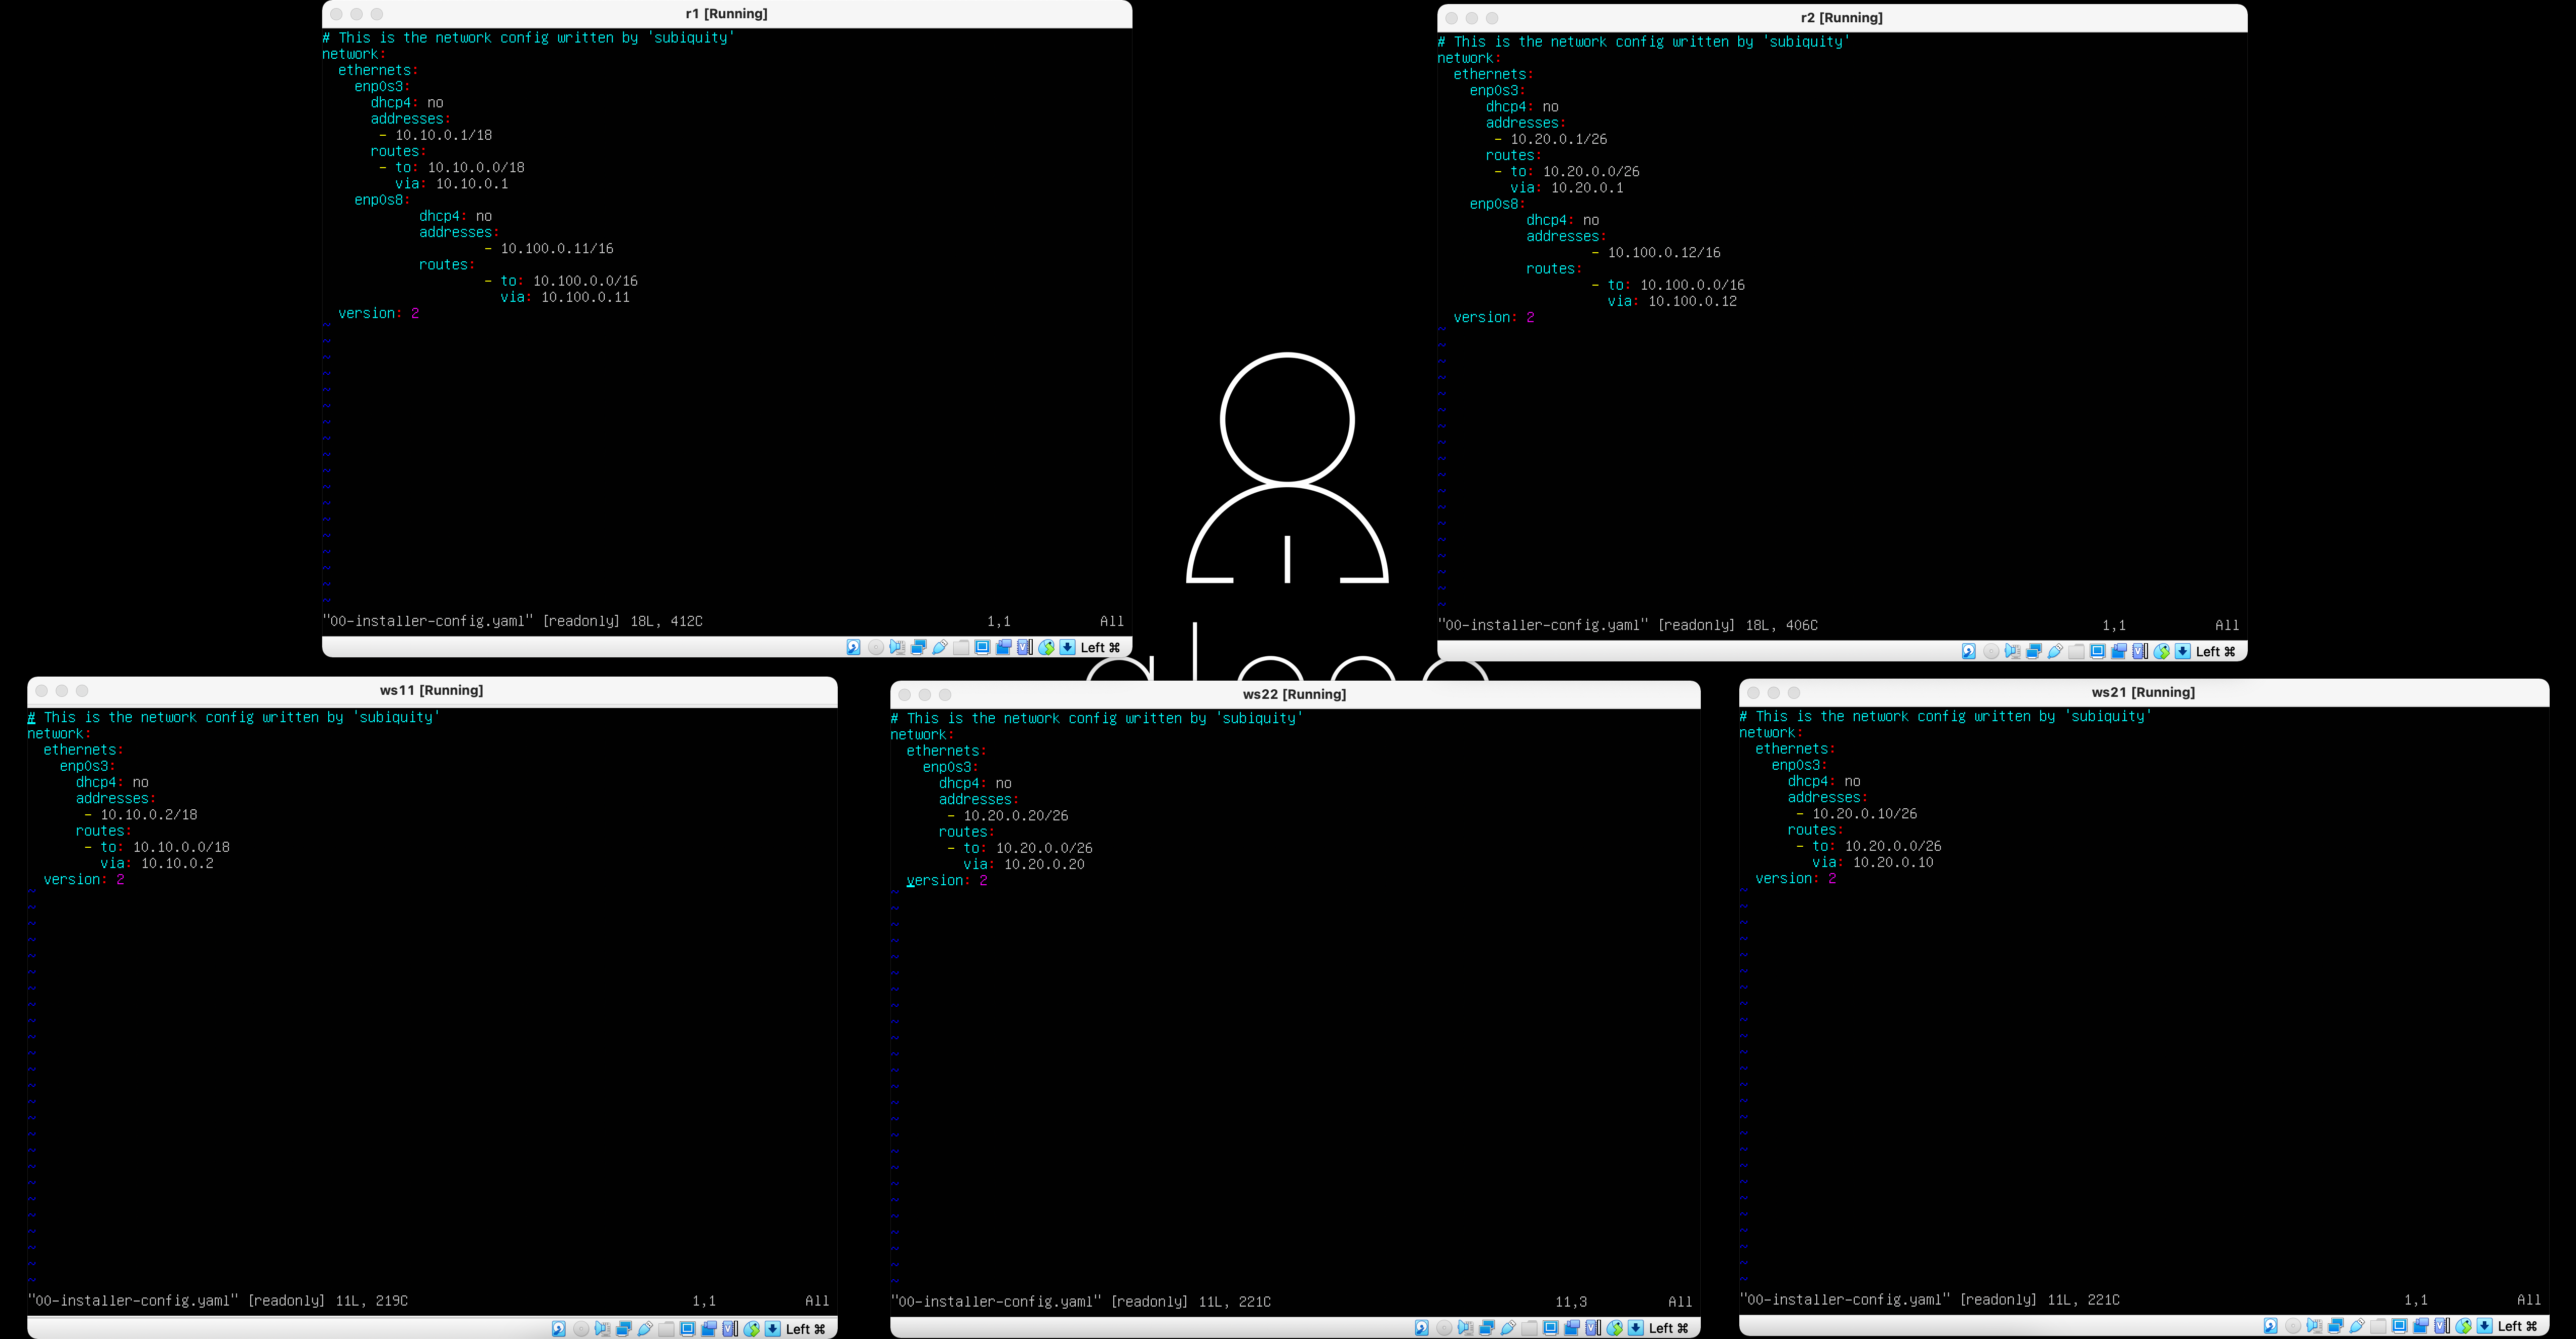 r1 [Running]
# This is the network config written by 'subiquity'
network:
  ethernets:
    enp0s3:
      dhcp4: no
      addresses:
       - 10.10.0.1/18
      routes:
       - to: 10.10.0.0/18
         via: 10.10.0.1
    enp0s8:
            dhcp4: no
            addresses:
                    - 10.100.0.11/16
            routes:
                    - to: 10.100.0.0/16
                      via: 10.100.0.11
  version: 2
"00-installer-config.yaml" [readonly] 18L, 412C 1,1 All
Left ⌘
r2 [Running]
# This is the network config written by 'subiquity'
network:
  ethernets:
    enp0s3:
      dhcp4: no
      addresses:
       - 10.20.0.1/26
      routes:
       - to: 10.20.0.0/26
         via: 10.20.0.1
    enp0s8:
           dhcp4: no
           addresses:
                   - 10.100.0.12/16
           routes:
                   - to: 10.100.0.0/16
                     via: 10.100.0.12
  version: 2
"00-installer-config.yaml" [readonly] 18L, 406C 1,1 All
Left ⌘
ws11 [Running]
# This is the network config written by 'subiquity'
network:
  ethernets:
    enp0s3:
      dhcp4: no
      addresses:
       - 10.10.0.2/18
      routes:
       - to: 10.10.0.0/18
         via: 10.10.0.2
  version: 2
"00-installer-config.yaml" [readonly] 11L, 219C 1,1 All
Left ⌘
ws22 [Running]
# This is the network config written by 'subiquity'
network:
  ethernets:
    enp0s3:
      dhcp4: no
      addresses:
       - 10.20.0.20/26
      routes:
       - to: 10.20.0.0/26
         via: 10.20.0.20
  version: 2
"00-installer-config.yaml" [readonly] 11L, 221C 11,3 All
Left ⌘
ws21 [Running]
# This is the network config written by 'subiquity'
network:
  ethernets:
    enp0s3:
      dhcp4: no
      addresses:
       - 10.20.0.10/26
      routes:
       - to: 10.20.0.0/26
         via: 10.20.0.10
  version: 2
"00-installer-config.yaml" [readonly] 11L, 221C 1,1 All
Left ⌘